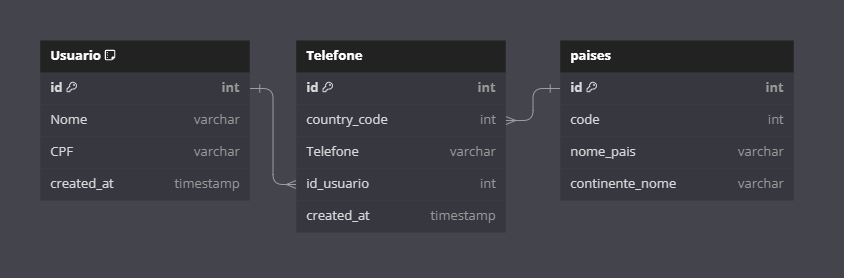 Usuario
id int
Nome varchar
CPF varchar
created_at timestamp
Telefone
id int
country_code int
Telefone varchar
id_usuario int
created_at timestamp
paises
id int
code int
nome_pais varchar
continente_nome varchar